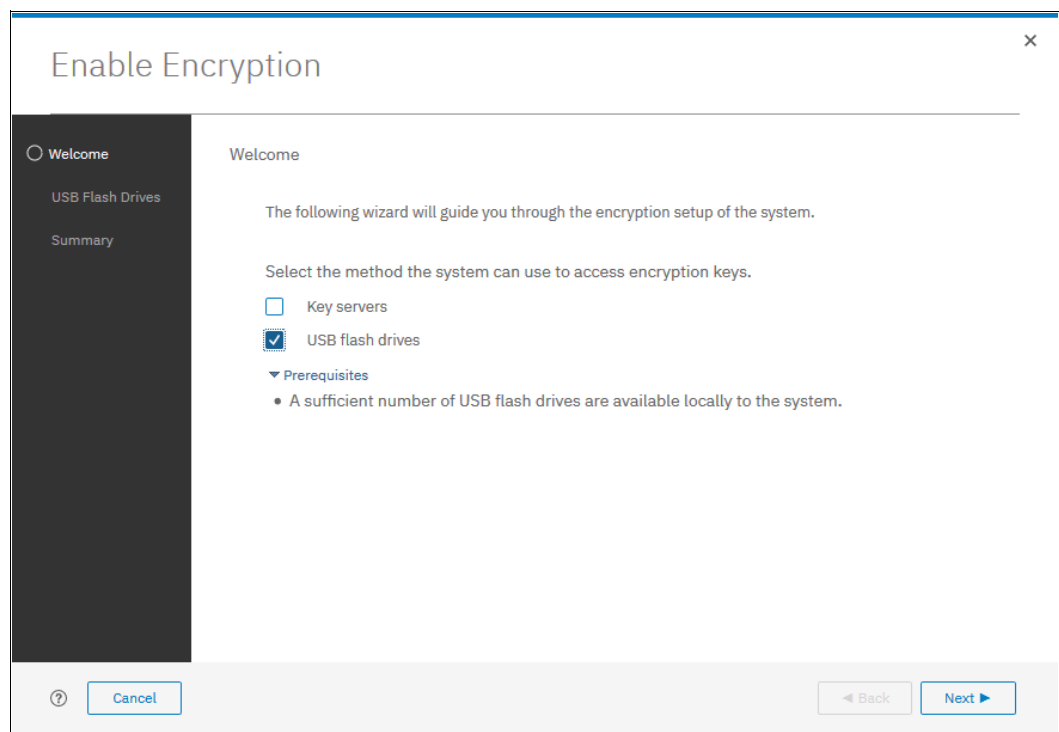 Enable Encryption
Welcome
USB Flash Drives
Summary
Welcome
The following wizard will guide you through the encryption setup of the system.
Select the method the system can use to access encryption keys.
Key servers
USB flash drives
Prerequisites
• A sufficient number of USB flash drives are available locally to the system.
? Cancel Back Next